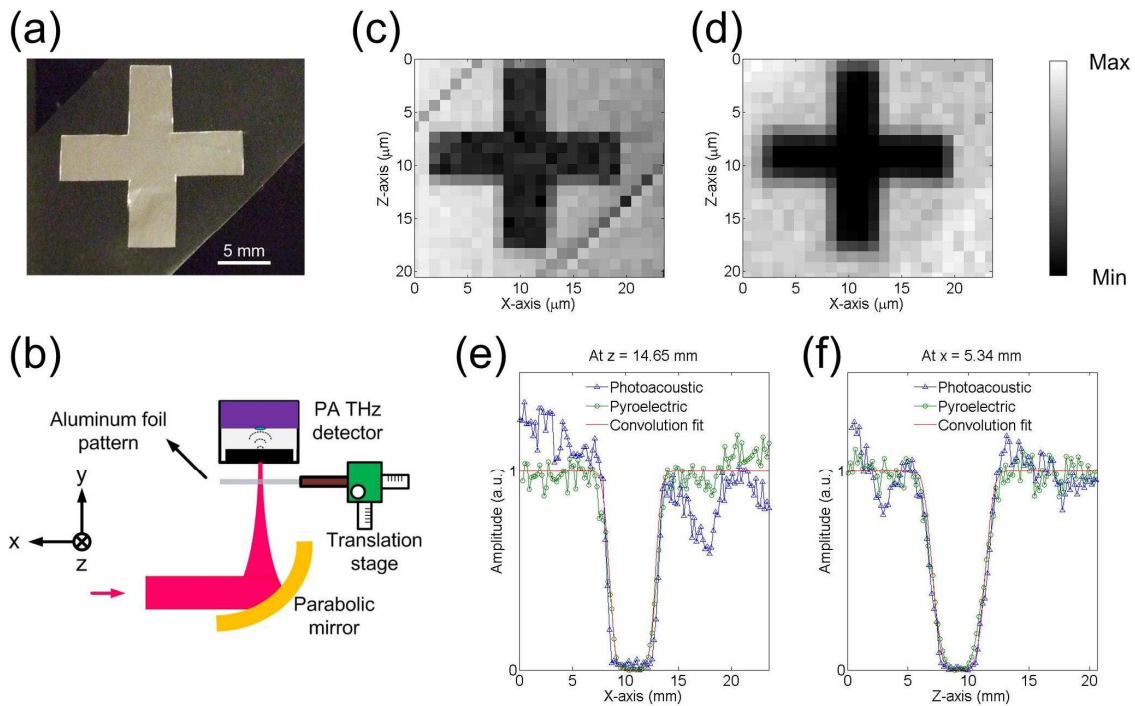 (a)
5 mm
(c)
0
5
10
15
20
Z-axis (μm)
0 5 10 15 20
X-axis (μm)
(d)
0
5
10
15
20
Z-axis (μm)
0 5 10 15 20
X-axis (μm)
Max
Min
(b)
Aluminum foil
pattern
PA THz
detector
y
x
z
Translation
stage
Parabolic
mirror
(e)
At z = 14.65 mm
Photoacoustic
Pyroelectric
Convolution fit
1
Amplitude (a.u.)
0
0 5 10 15 20
X-axis (mm)
(f)
At x = 5.34 mm
Photoacoustic
Pyroelectric
Convolution fit
1
Amplitude (a.u.)
0
0 5 10 15 20
Z-axis (mm)